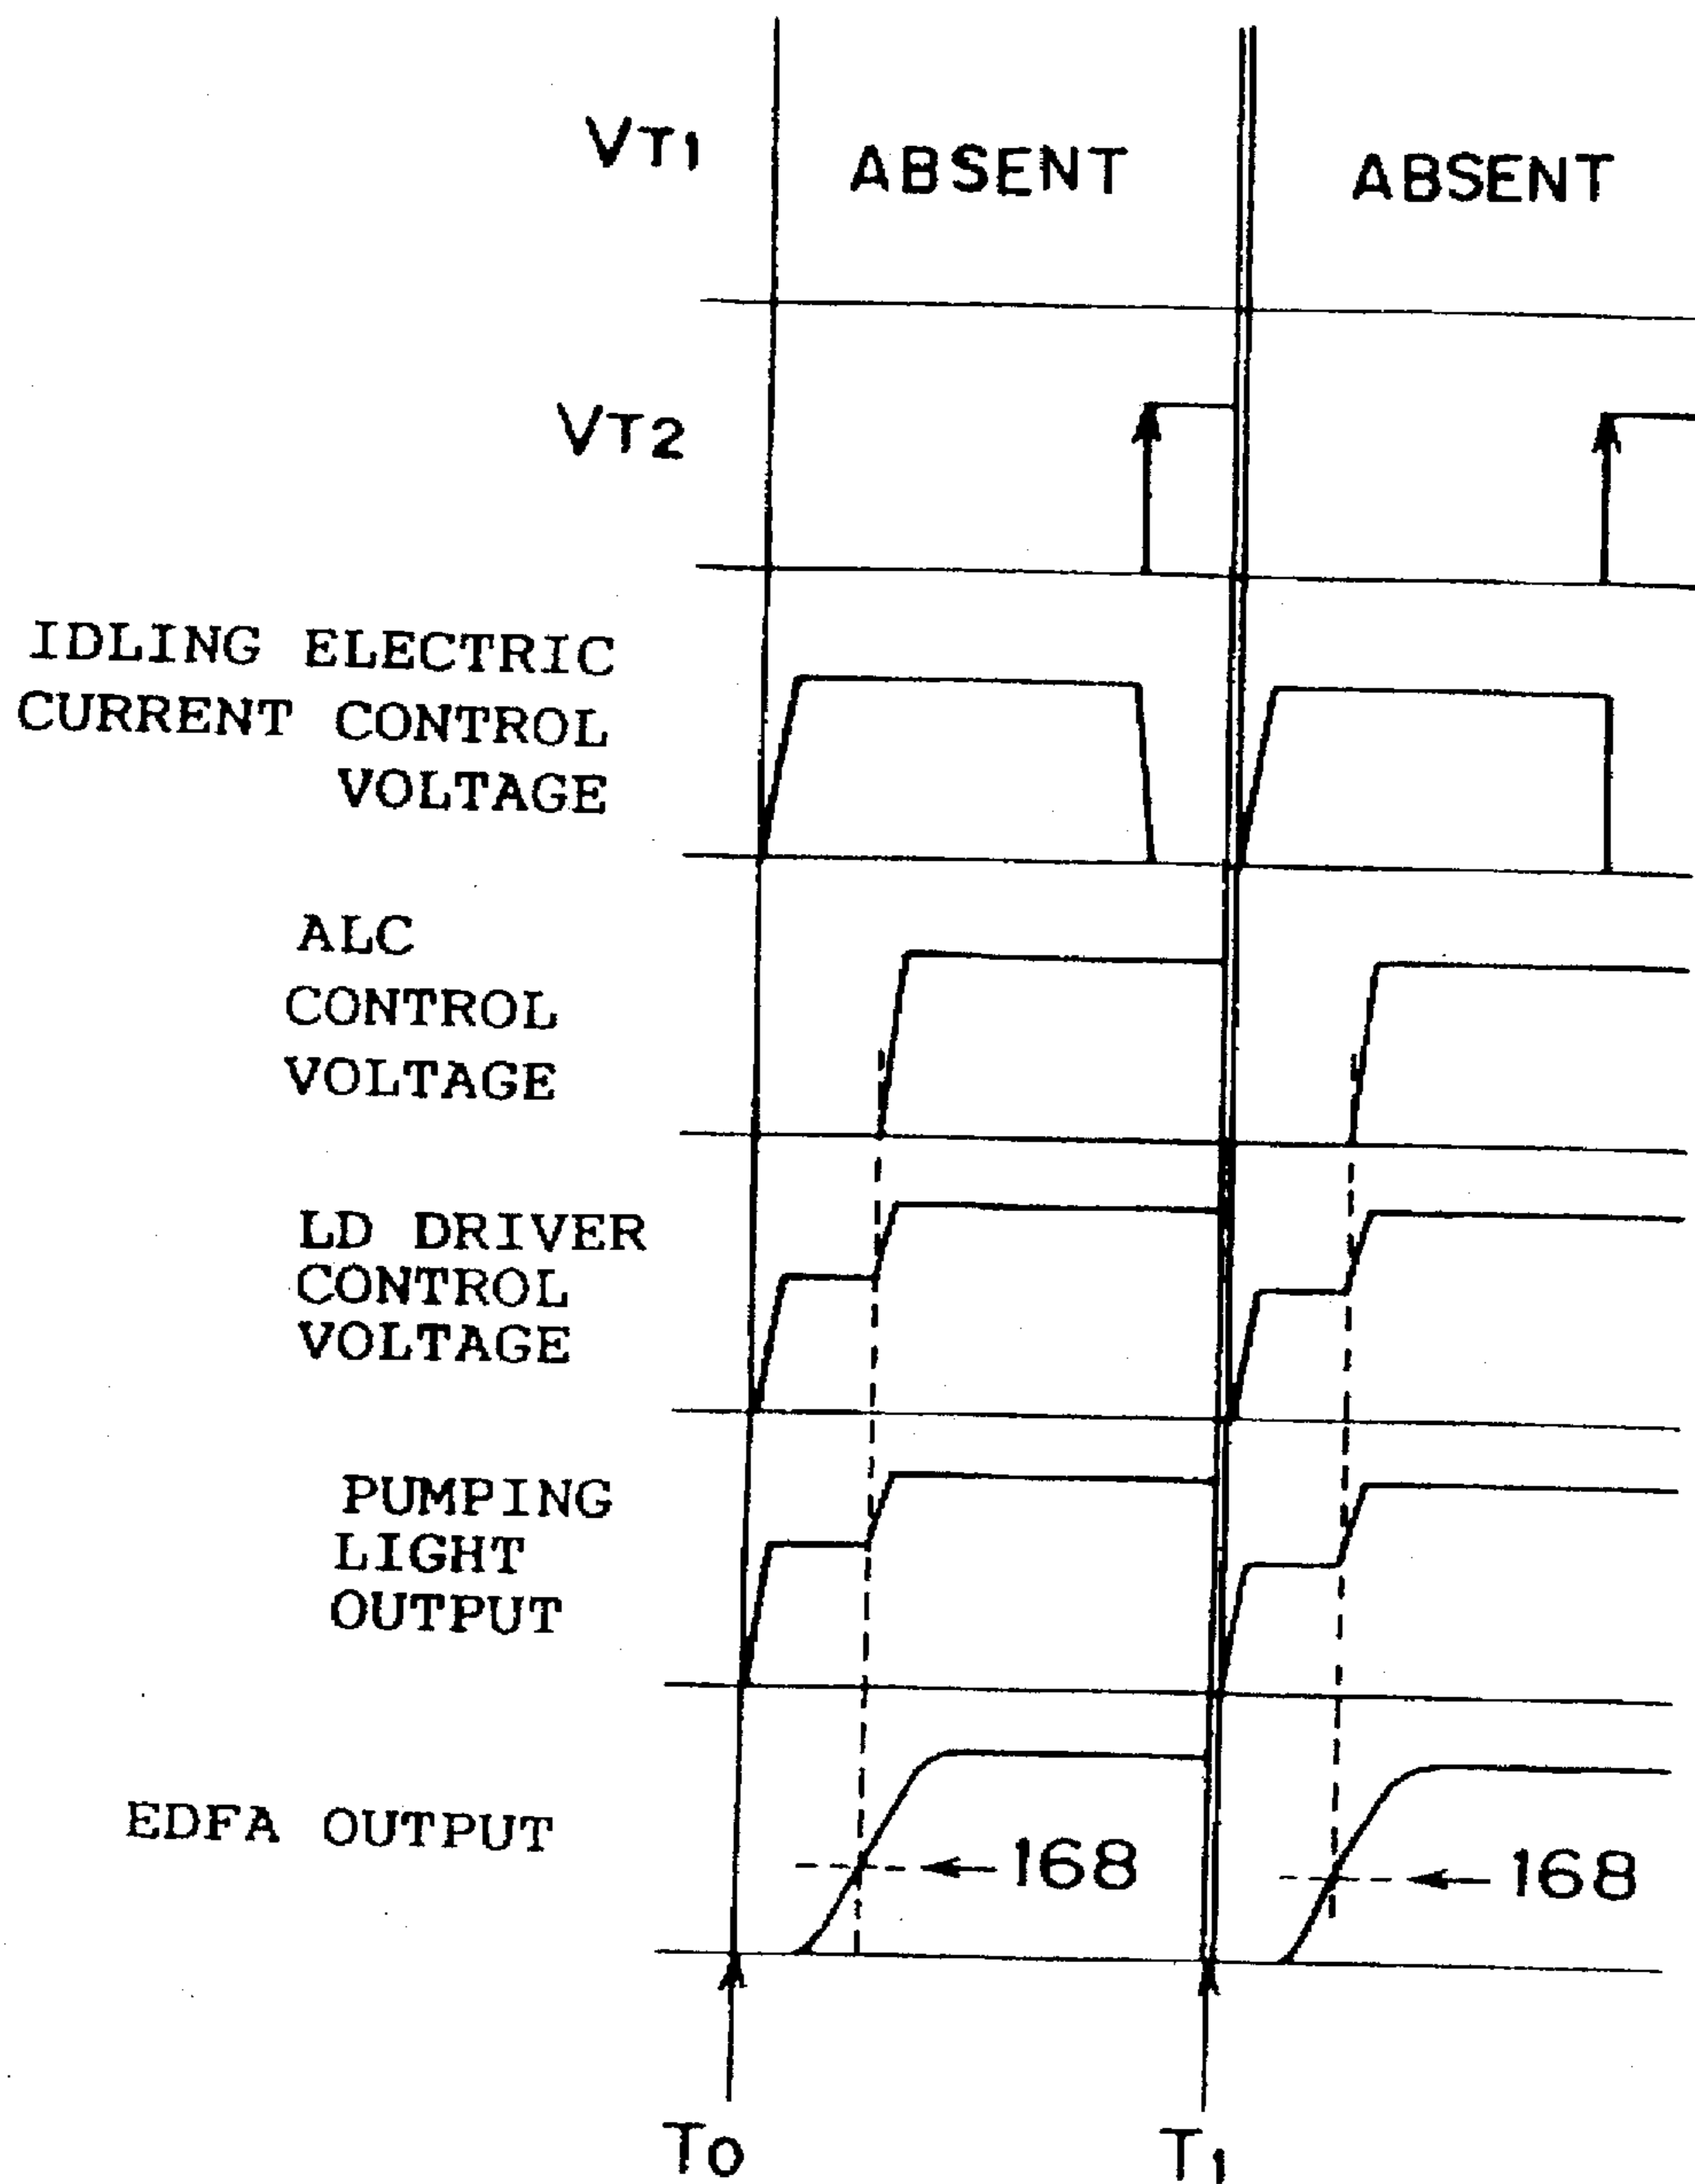 VT1
ABSENT
ABSENT
VT2
IDLING ELECTRIC
CURRENT CONTROL
VOLTAGE
ALC
CONTROL
VOLTAGE
LD DRIVER
CONTROL
VOLTAGE
PUMPING
LIGHT
OUTPUT
EDFA OUTPUT
168
168
T0
T1